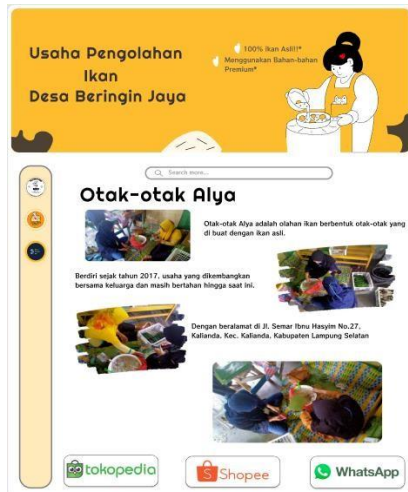 Usaha Pengolahan
Ikan
Desa Beringin Jaya
100% Ikan Asli!!*
Menggunakan Bahan-bahan
Premium*
Search more...
Otak-otak Alya
Otak-otak Alya adalah olahan ikan berbentuk otak-otak yang
di buat dengan ikan asli.
Berdiri sejak tahun 2017, usaha yang dikembangkan
bersama keluarga dan masih bertahan hingga saat ini.
Dengan beralamat di Jl. Semar Ibnu Hasyim No.27,
Kalianda, Kec. Kalianda, Kabupaten Lampung Selatan
tokopedia
Shopee
WhatsApp